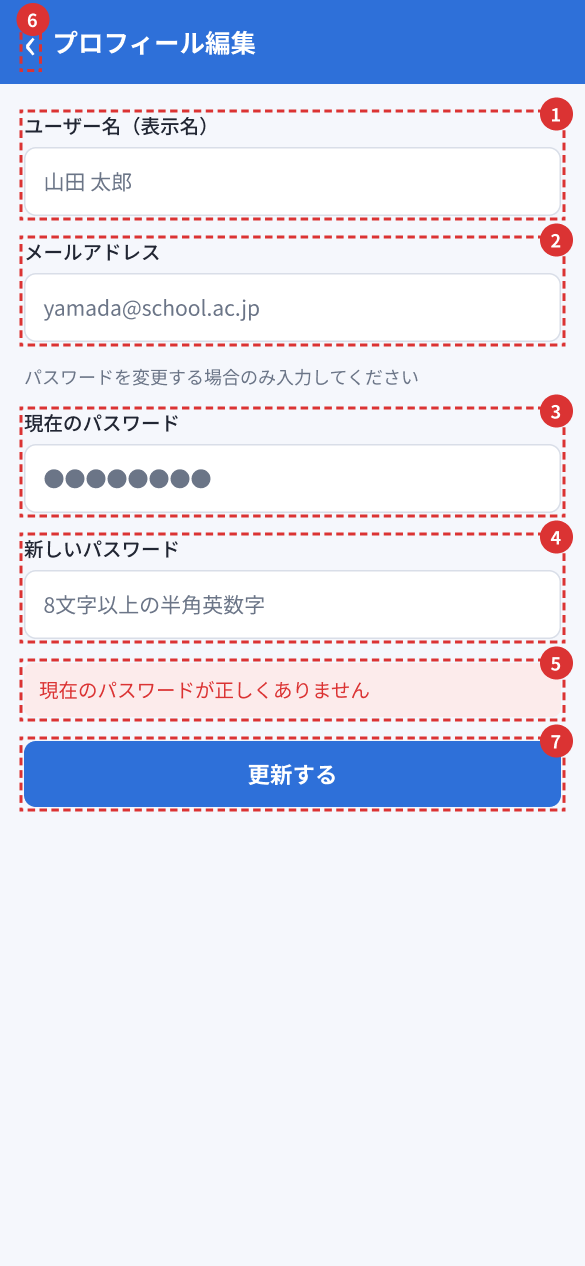 6
‹ プロフィール編集
1
ユーザー名（表示名）
山田 太郎
2
メールアドレス
yamada@school.ac.jp
パスワードを変更する場合のみ入力してください
3
現在のパスワード
●●●●●●●●
4
新しいパスワード
8文字以上の半角英数字
5
現在のパスワードが正しくありません
7
更新する